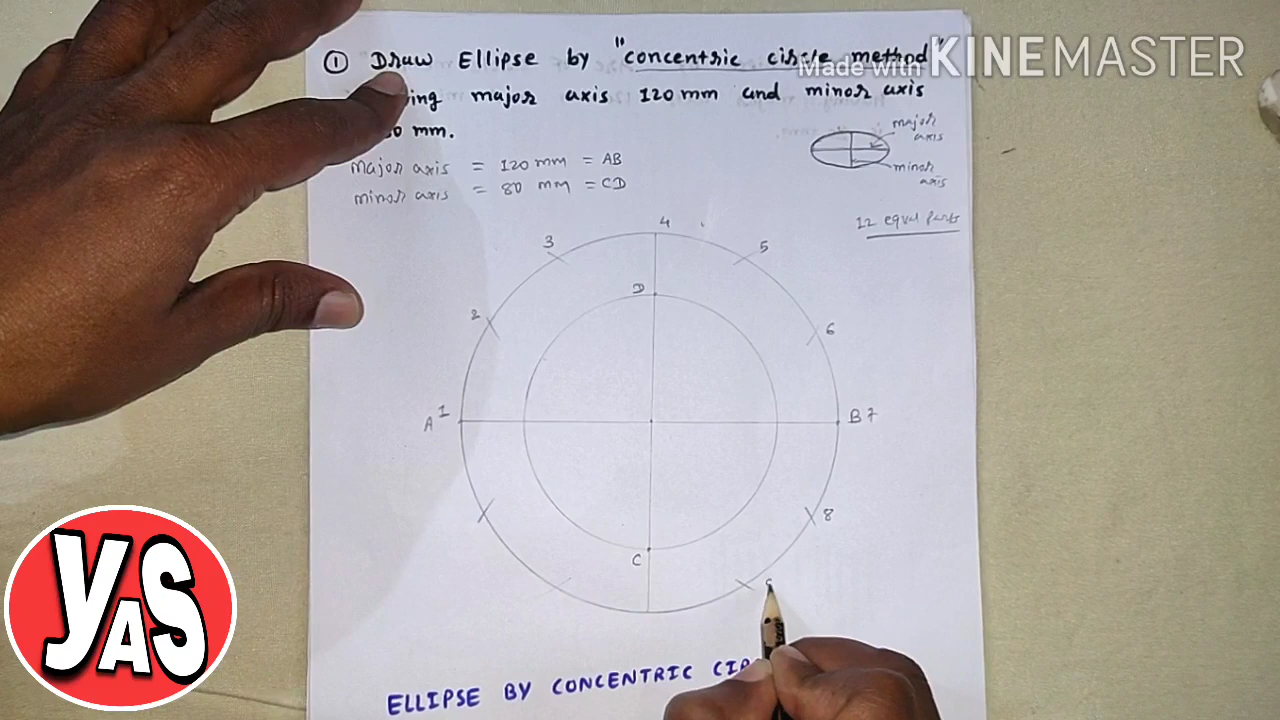 ① Draw Ellipse by "concentric circle method"
Made with KINEMASTER
major axis 120 mm and minor axis
mm.
major axis
minor axis
major axis = 120 mm = AB
minor axis = 80 mm = CD
12 equal parts
4
3
5
D
2
6
A 1
B 7
8
C
ELLIPSE BY CONCENTRIC
YAS